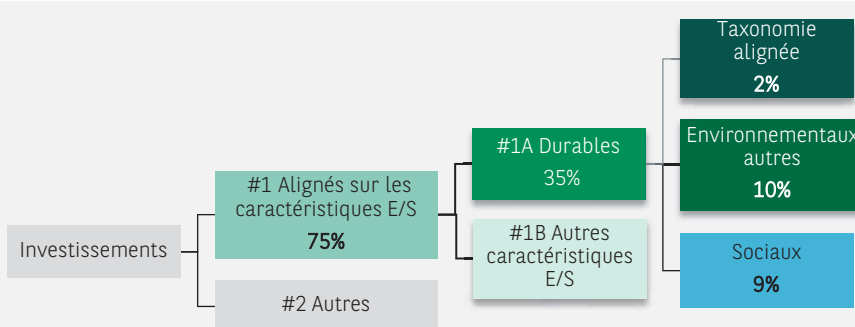 Investissements
#1 Alignés sur les
caractéristiques E/S
75%
#2 Autres
#1A Durables
35%
#1B Autres
caractéristiques
E/S
Taxonomie
alignée
2%
Environnementaux
autres
10%
Sociaux
9%